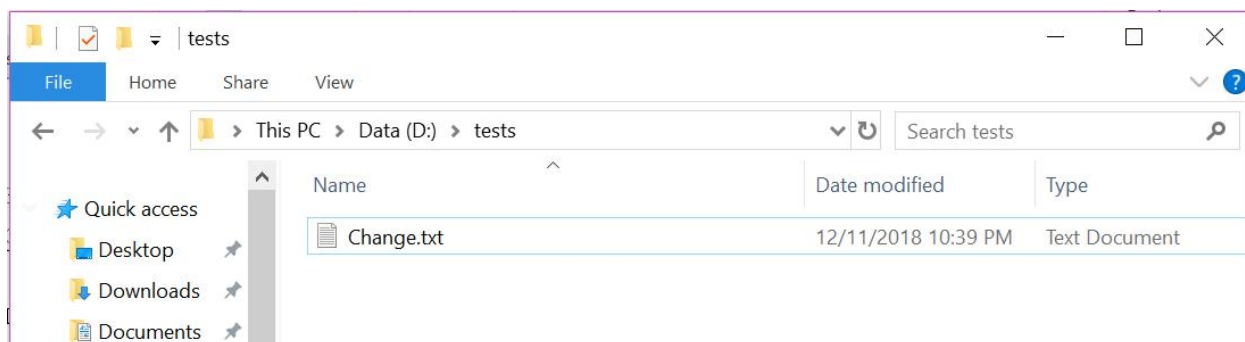 tests
File Home Share View
This PC > Data (D:) > tests Search tests
Name Date modified Type
Quick access
Change.txt 12/11/2018 10:39 PM Text Document
Desktop
Downloads
Documents